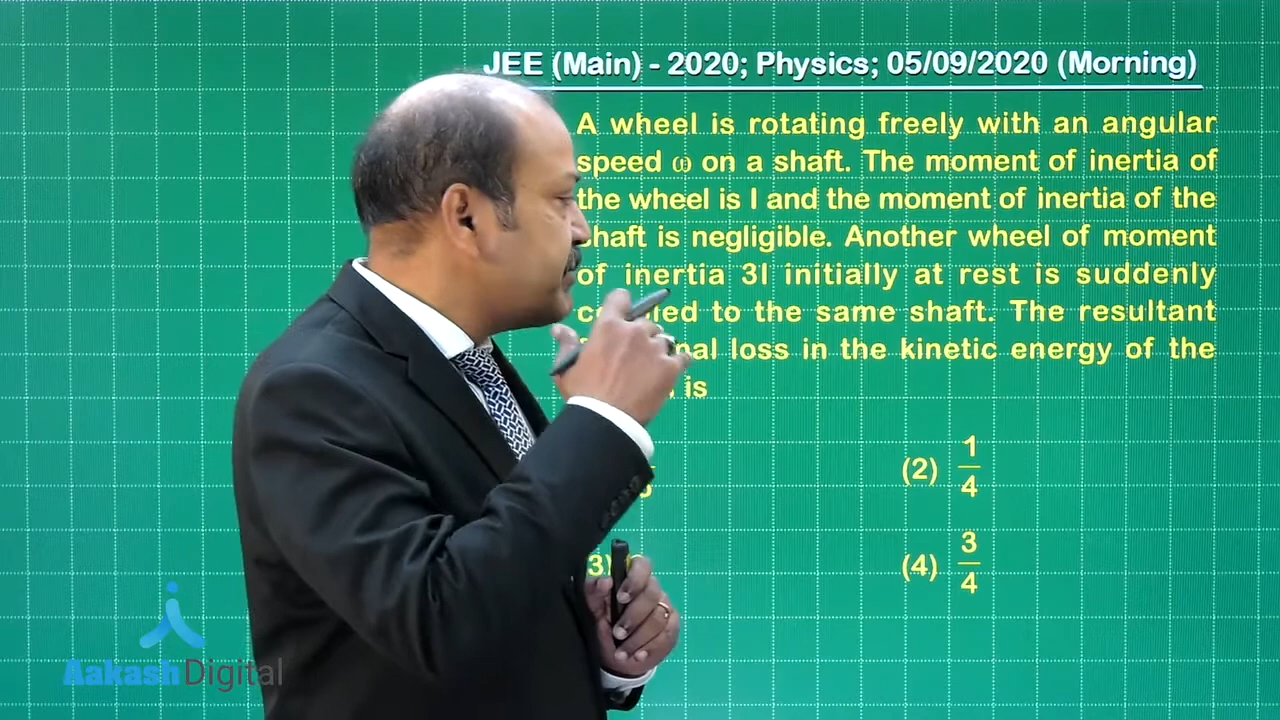 JEE (Main) - 2020; Physics; 05/09/2020 (Morning)
A wheel is rotating freely with an angular
speed ω on a shaft. The moment of inertia of
the wheel is I and the moment of inertia of the
shaft is negligible. Another wheel of moment
of inertia 3I initially at rest is suddenly
to the same shaft. The resultant
loss in the kinetic energy of the
is
(2) 1/4
(4) 3/4
Aakash Digital